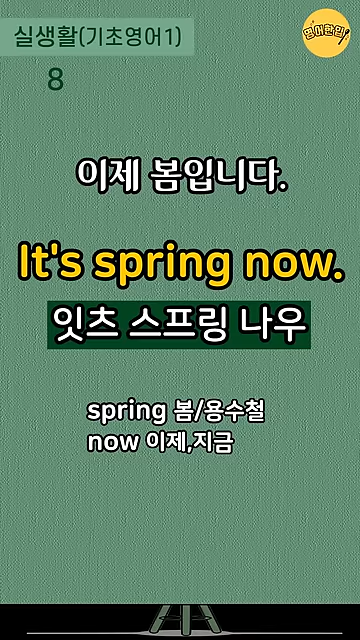 실생활(기초영어1)
영어한입
8
이제 봄입니다.
It's spring now.
잇츠 스프링 나우
spring 봄/용수철
now 이제,지금